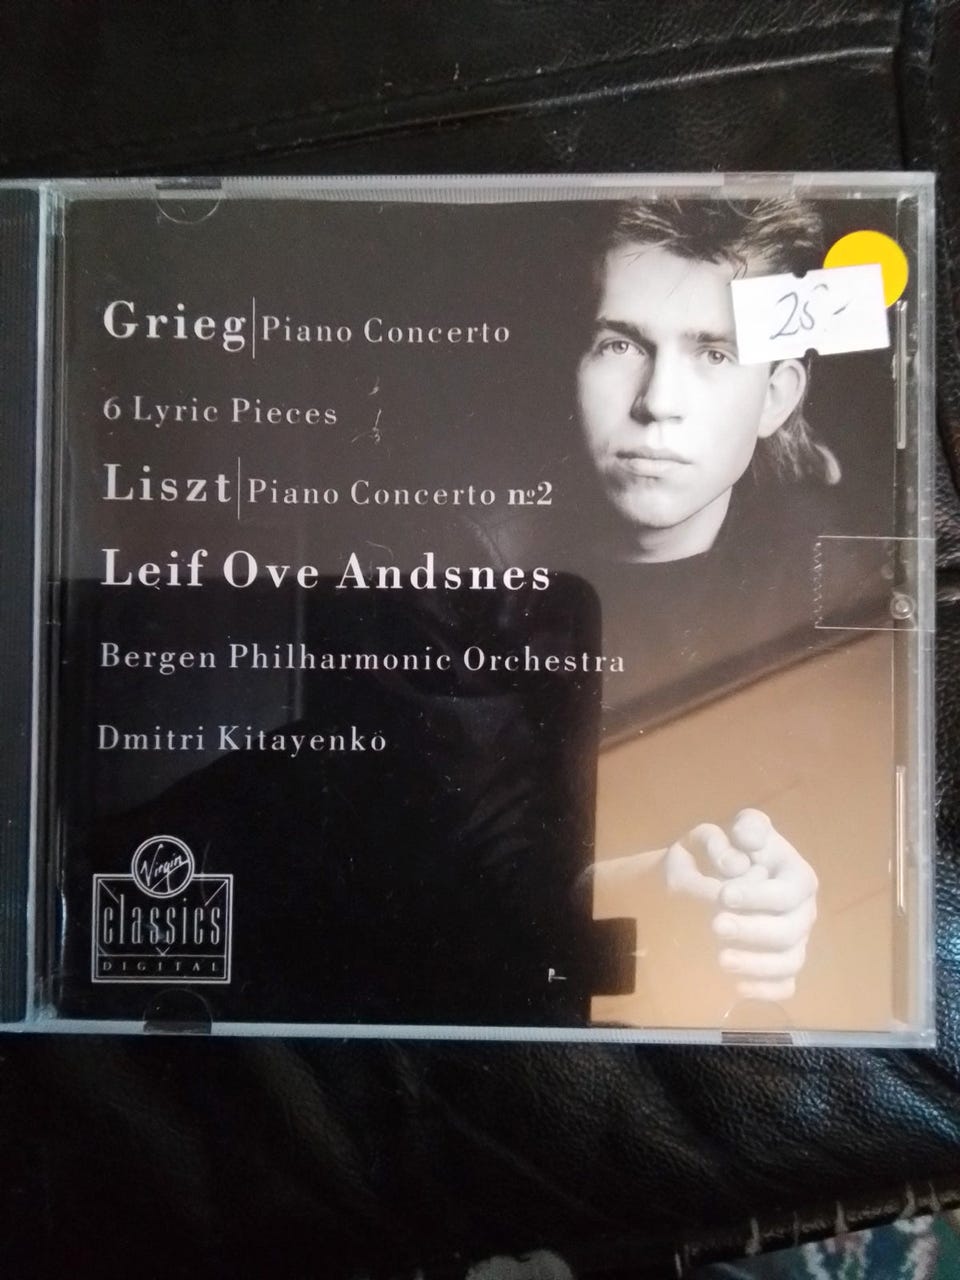 Grieg|Piano Concerto
6 Lyric Pieces
Liszt|Piano Concerto nº2
Leif Ove Andsnes
Bergen Philharmonic Orchestra
Dmitri Kitayenko
25.-
Virgin
classics
DIGITAL